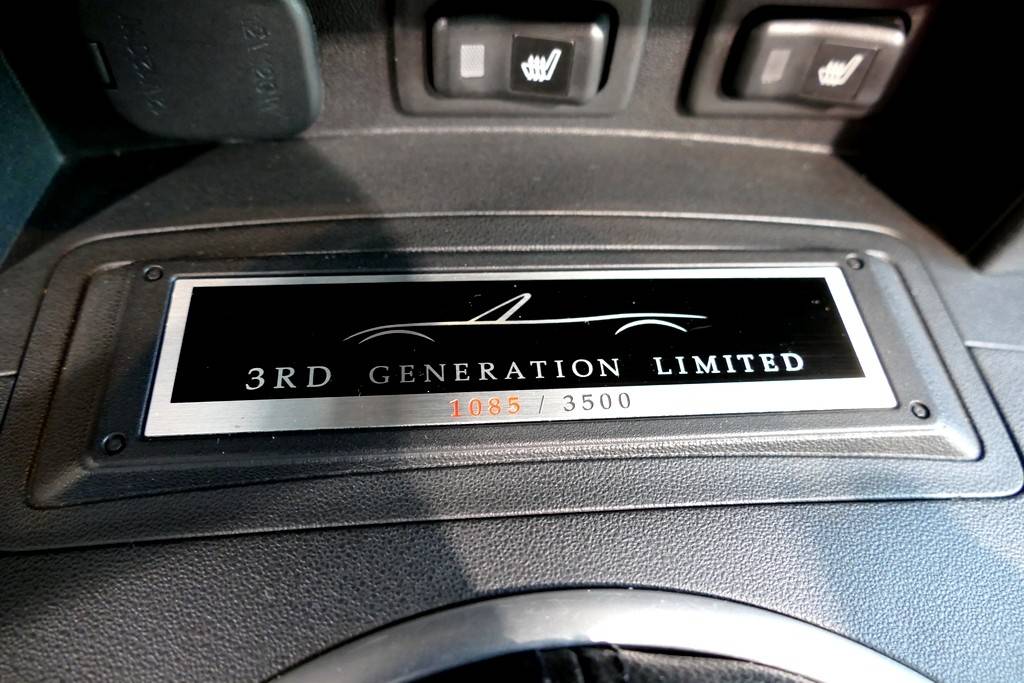 3RD GENERATION LIMITED
1085 / 3500